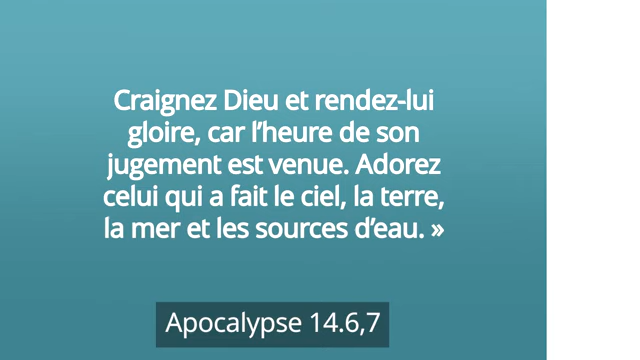 Craignez Dieu et rendez-lui
gloire, car l’heure de son
jugement est venue. Adorez
celui qui a fait le ciel, la terre,
la mer et les sources d’eau. »
Apocalypse 14.6,7